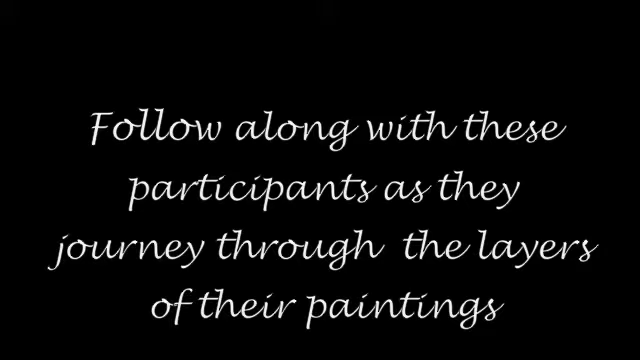 Follow along with these
participants as they
journey through the layers
of their paintings